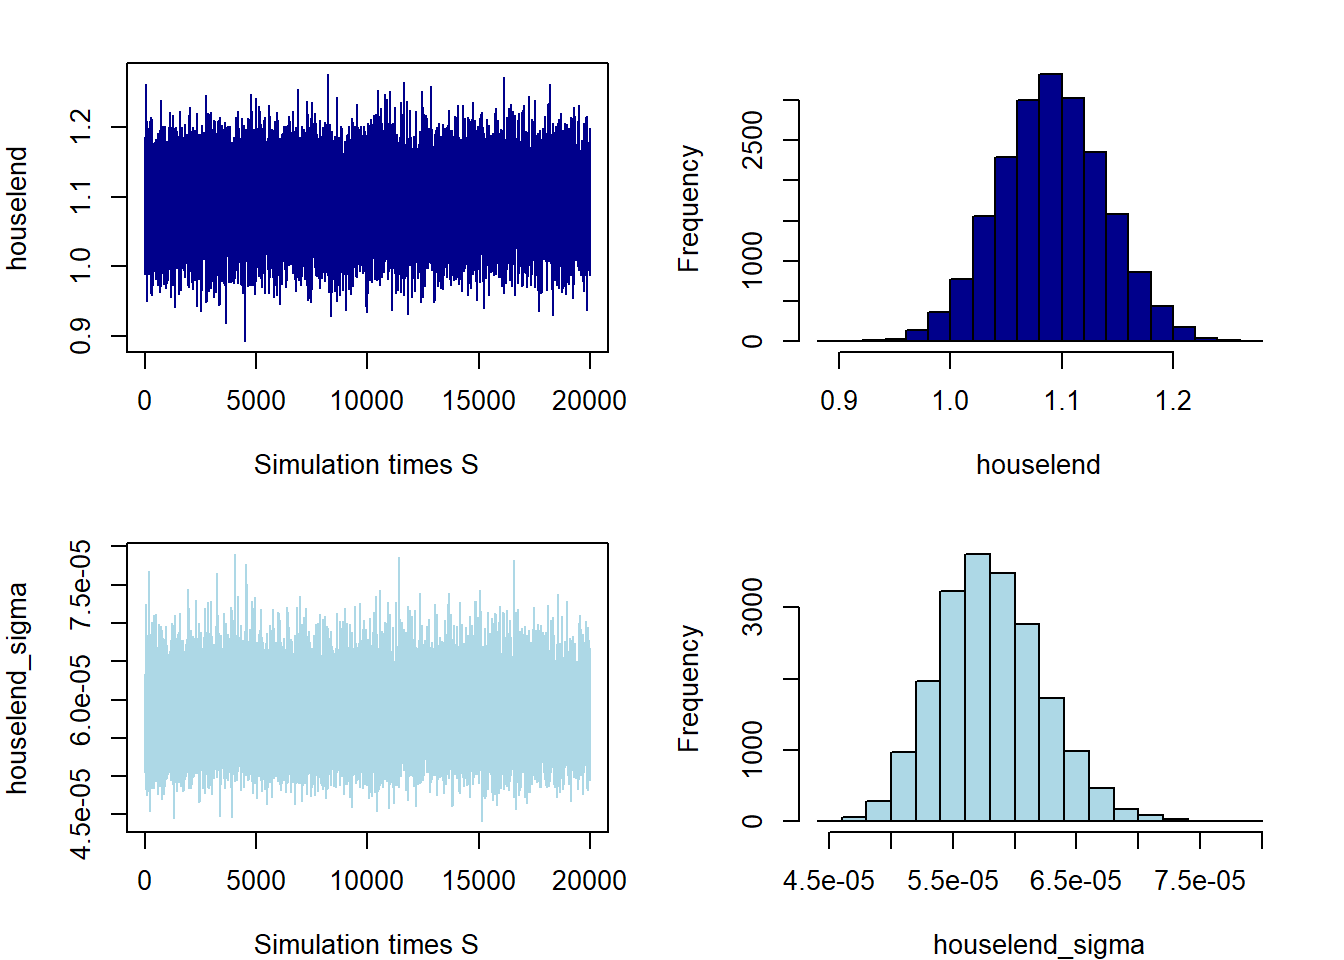 houselend
1.2
1.1
1.0
0.9
0 5000 10000 15000 20000
Simulation times S
Frequency
2500
1000
0
0.9 1.0 1.1 1.2
houselend
houselend_sigma
7.5e-05
6.0e-05
4.5e-05
0 5000 10000 15000 20000
Simulation times S
Frequency
3000
1000
0
4.5e-05 5.5e-05 6.5e-05 7.5e-05
houselend_sigma